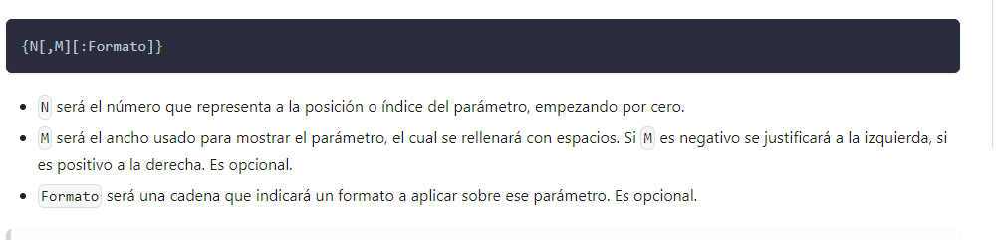 {N[,M][:Formato]}
• N será el número que representa a la posición o índice del parámetro, empezando por cero.
• M será el ancho usado para mostrar el parámetro, el cual se rellenará con espacios. Si M es negativo se justificará a la izquierda, si
es positivo a la derecha. Es opcional.
• Formato será una cadena que indicará un formato a aplicar sobre ese parámetro. Es opcional.